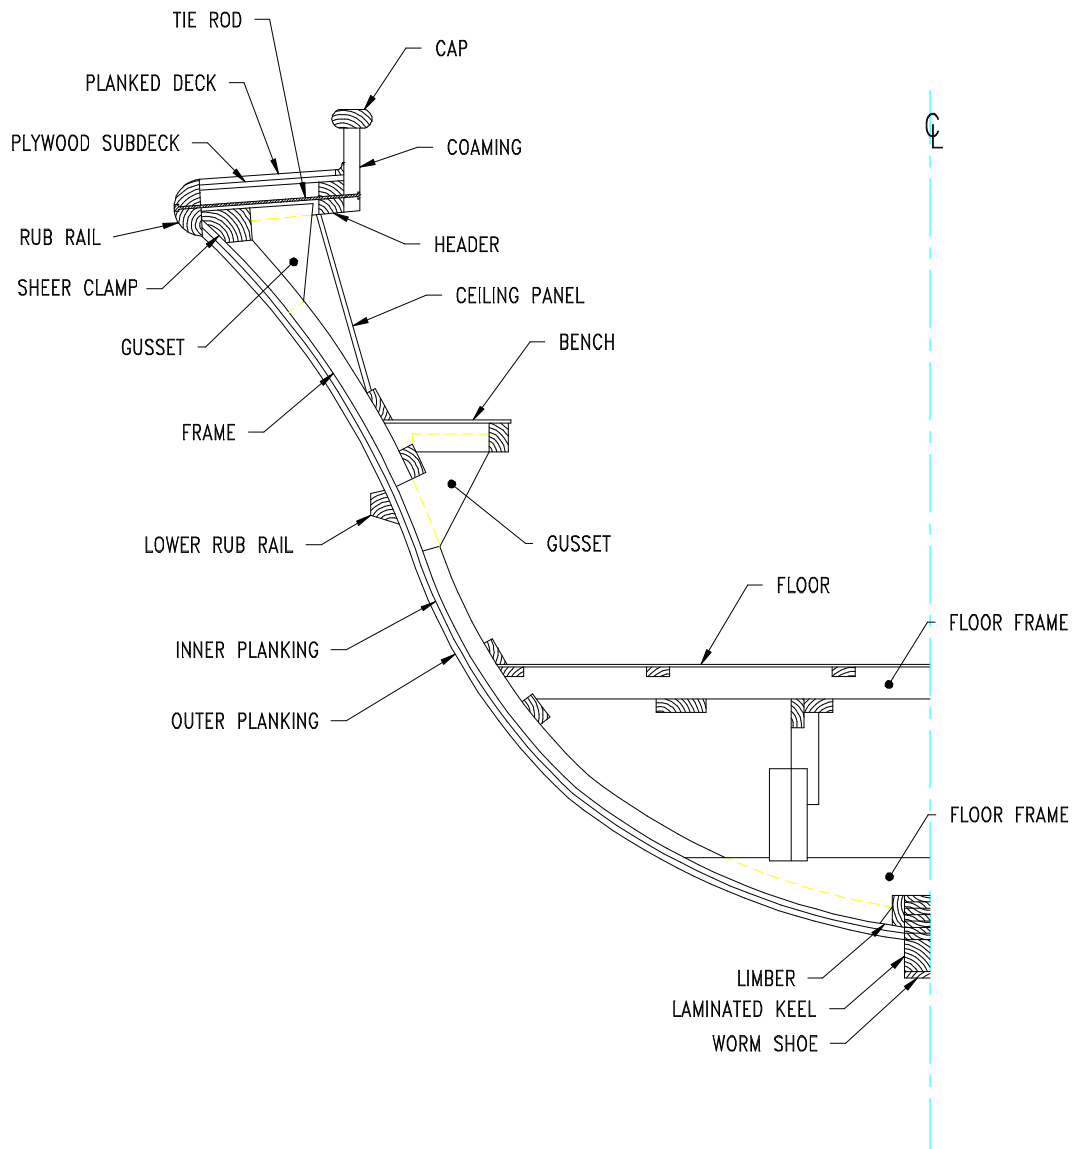 TIE ROD
CAP
PLANKED DECK
℄
PLYWOOD SUBDECK
COAMING
RUB RAIL
HEADER
SHEER CLAMP
CEILING PANEL
GUSSET
BENCH
FRAME
LOWER RUB RAIL
GUSSET
FLOOR
FLOOR FRAME
INNER PLANKING
OUTER PLANKING
FLOOR FRAME
LIMBER
LAMINATED KEEL
WORM SHOE